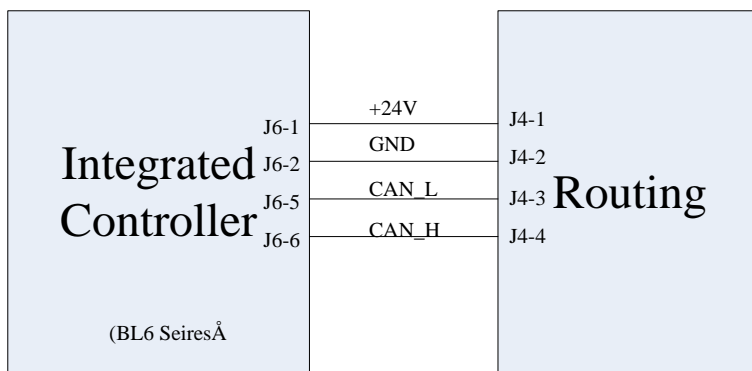 +24V
J6-1
J4-1
GND
J6-2
J4-2
Integrated
Controller
CAN_L
J6-5
J4-3
Routing
CAN_H
J6-6
J4-4
(BL6 SeiresÅ